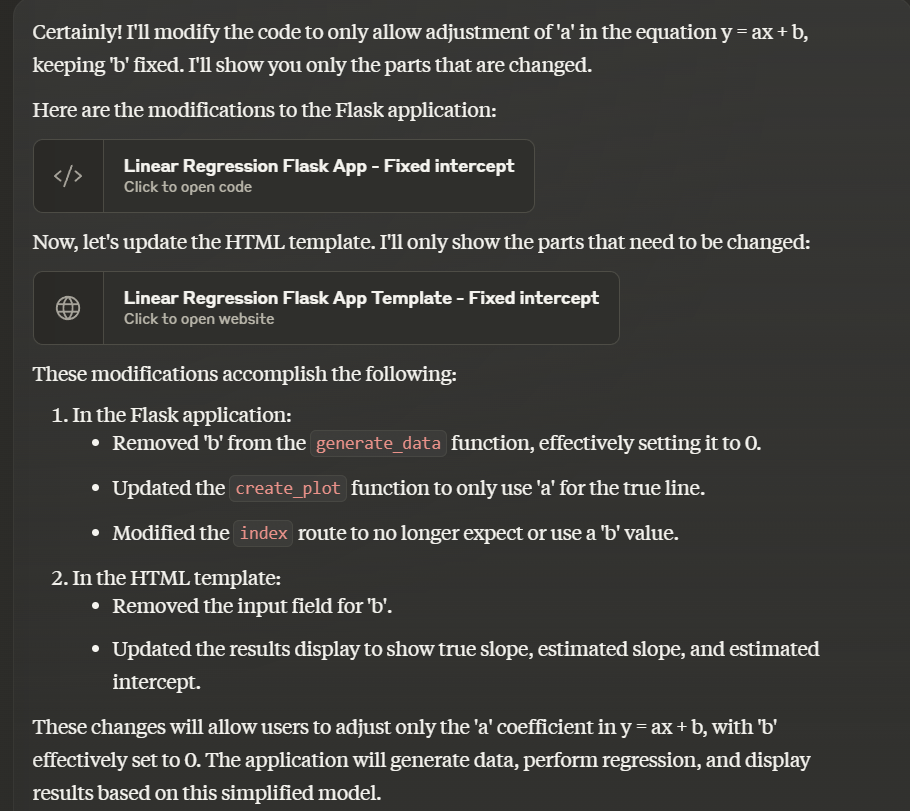 Certainly! I'll modify the code to only allow adjustment of 'a' in the equation y = ax + b,
keeping 'b' fixed. I'll show you only the parts that are changed.
Here are the modifications to the Flask application:
</>
Linear Regression Flask App - Fixed intercept
Click to open code
Now, let's update the HTML template. I'll only show the parts that need to be changed:
Linear Regression Flask App Template - Fixed intercept
Click to open website
These modifications accomplish the following:
1. In the Flask application:
• Removed 'b' from the generate_data function, effectively setting it to 0.
• Updated the create_plot function to only use 'a' for the true line.
• Modified the index route to no longer expect or use a 'b' value.
2. In the HTML template:
• Removed the input field for 'b'.
• Updated the results display to show true slope, estimated slope, and estimated
intercept.
These changes will allow users to adjust only the 'a' coefficient in y = ax + b, with 'b'
effectively set to 0. The application will generate data, perform regression, and display
results based on this simplified model.